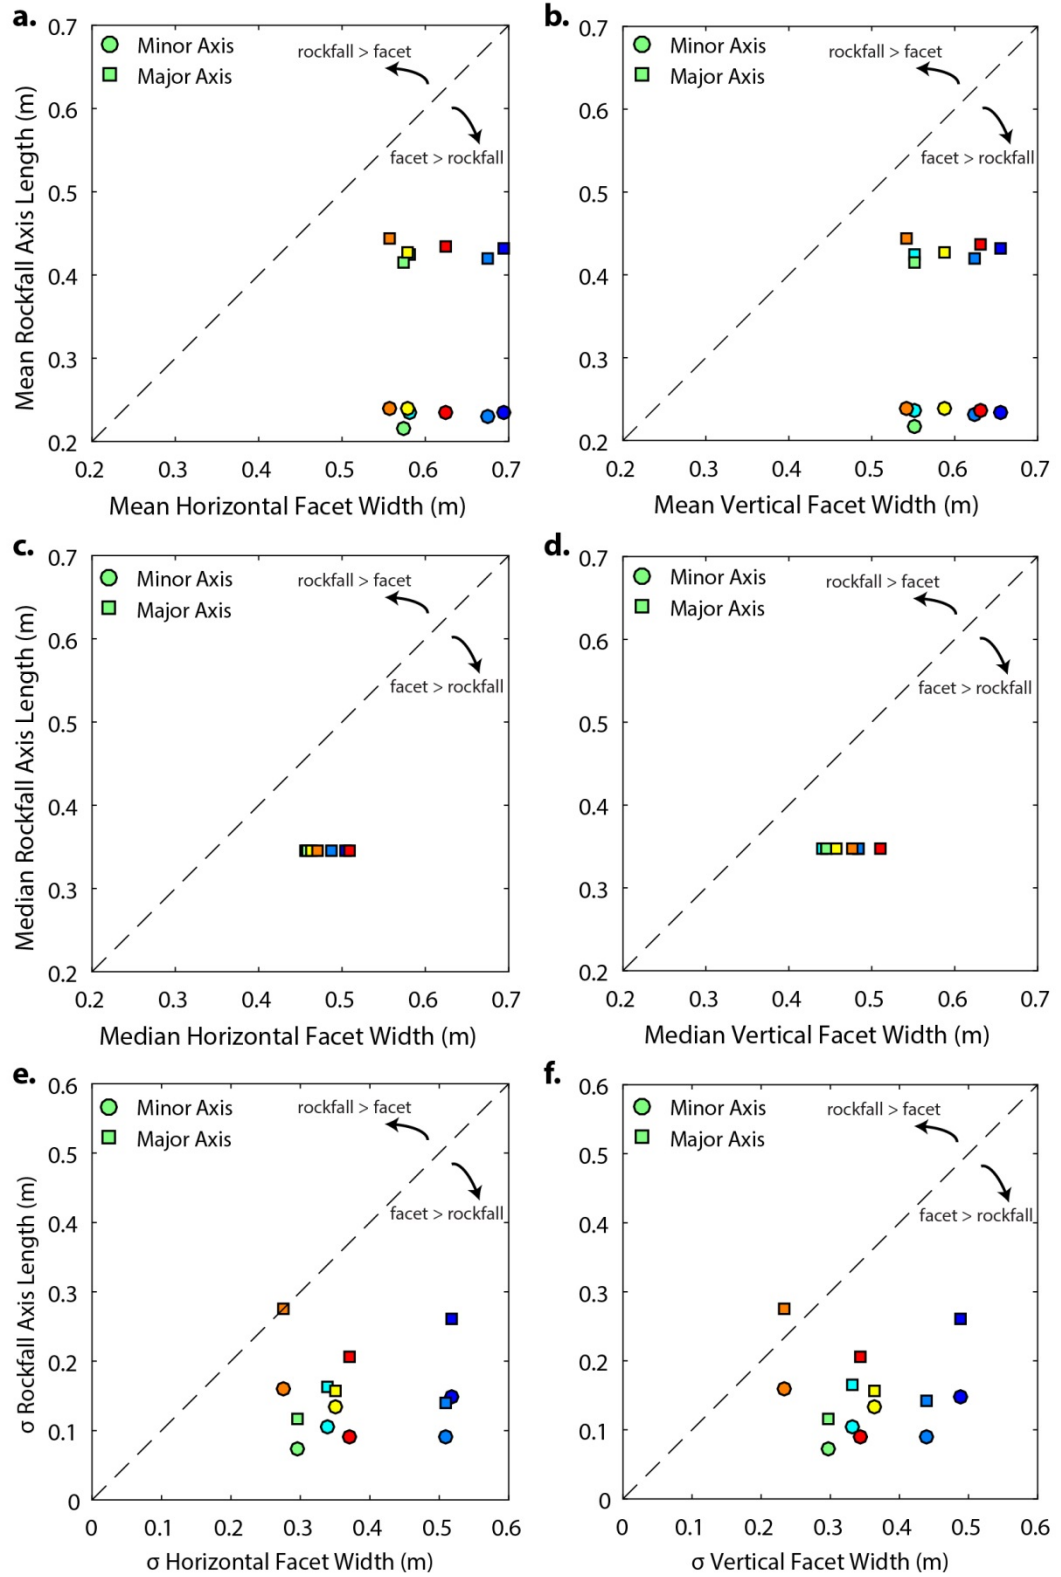 a.
0.7
Minor Axis
Major Axis
rockfall > facet
facet > rockfall
0.6
0.5
0.4
0.3
0.2
Mean Rockfall Axis Length (m)
0.2
0.3
0.4
0.5
0.6
0.7
Mean Horizontal Facet Width (m)
b.
0.7
Minor Axis
Major Axis
rockfall > facet
facet > rockfall
0.6
0.5
0.4
0.3
0.2
0.2
0.3
0.4
0.5
0.6
0.7
Mean Vertical Facet Width (m)
c.
0.7
Minor Axis
Major Axis
rockfall > facet
facet > rockfall
0.6
0.5
0.4
0.3
0.2
Median Rockfall Axis Length (m)
0.2
0.3
0.4
0.5
0.6
0.7
Median Horizontal Facet Width (m)
d.
0.7
Minor Axis
Major Axis
rockfall > facet
facet > rockfall
0.6
0.5
0.4
0.3
0.2
0.2
0.3
0.4
0.5
0.6
0.7
Median Vertical Facet Width (m)
e.
0.6
Minor Axis
Major Axis
rockfall > facet
facet > rockfall
0.5
0.4
0.3
0.2
0.1
0
σ Rockfall Axis Length (m)
0
0.1
0.2
0.3
0.4
0.5
0.6
σ Horizontal Facet Width (m)
f.
0.6
Minor Axis
Major Axis
rockfall > facet
facet > rockfall
0.5
0.4
0.3
0.2
0.1
0
0
0.1
0.2
0.3
0.4
0.5
0.6
σ Vertical Facet Width (m)